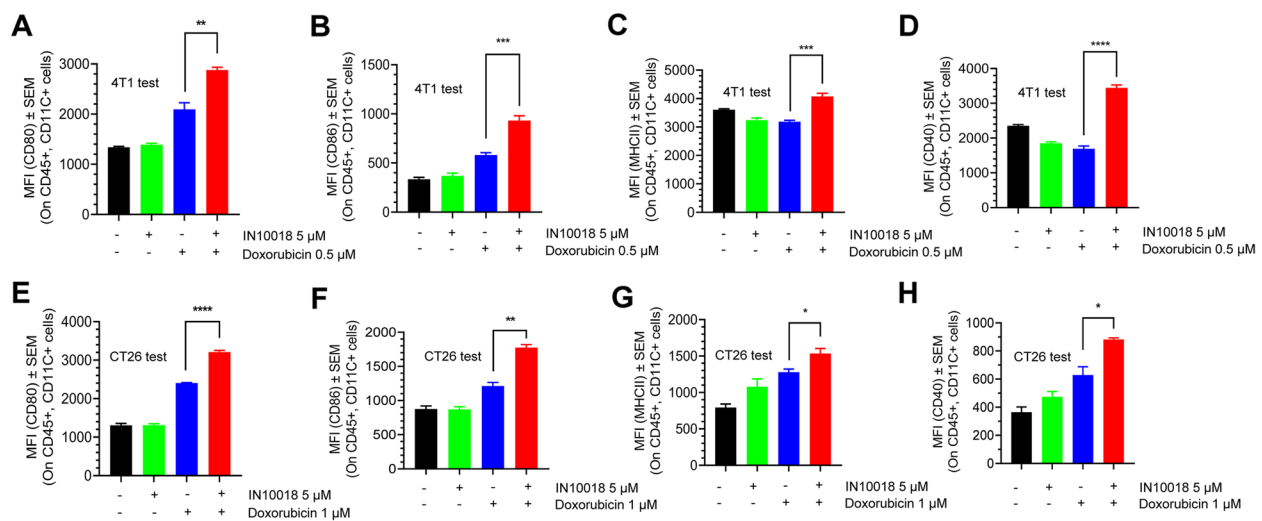 A
MFI (CD80) ± SEM
(On CD45+, CD11C+ cells)
3000
2000
1000
0
4T1 test
**
- + - + IN10018 5 µM
- - + + Doxorubicin 0.5 µM
B
MFI (CD86) ± SEM
(On CD45+, CD11C+ cells)
1500
1000
500
0
4T1 test
***
- + - + IN10018 5 µM
- - + + Doxorubicin 0.5 µM
C
MFI (MHCII) ± SEM
(On CD45+, CD11C+ cells)
5000
4000
3000
2000
1000
0
4T1 test
***
- + - + IN10018 5 µM
- - + + Doxorubicin 0.5 µM
D
MFI (CD40) ± SEM
(On CD45+, CD11C+ cells)
4000
3000
2000
1000
0
4T1 test
****
- + - + IN10018 5 µM
- - + + Doxorubicin 0.5 µM
E
MFI (CD80) ± SEM
(On CD45+, CD11C+ cells)
4000
3000
2000
1000
0
CT26 test
****
- + - + IN10018 5 µM
- - + + Doxorubicin 1 µM
F
MFI (CD86) ± SEM
(On CD45+, CD11C+ cells)
2000
1500
1000
500
0
CT26 test
**
- + - + IN10018 5 µM
- - + + Doxorubicin 1 µM
G
MFI (MHCII) ± SEM
(On CD45+, CD11C+ cells)
2000
1500
1000
500
0
CT26 test
*
- + - + IN10018 5 µM
- - + + Doxorubicin 1 µM
H
MFI (CD40) ± SEM
(On CD45+, CD11C+ cells)
1000
800
600
400
200
0
CT26 test
*
- + - + IN10018 5 µM
- - + + Doxorubicin 1 µM